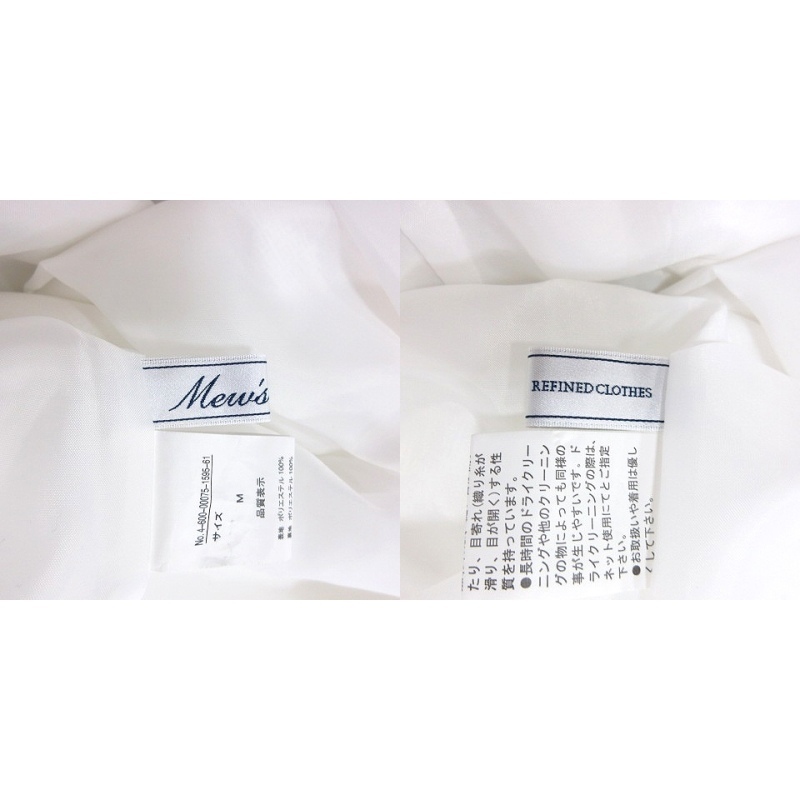 Mew's
No.4-600-00075-1595-61
サイズ
M
品質表示
表地 ポリエステル 100%
裏地 ポリエステル 100%
REFINED CLOTHES
たり、目寄れ(織り糸が
滑り、目が開く)する性
質を持っています。
●長時間のドライクリー
ニングや他のクリーニン
グの物によっても同様の
事が生じやすいです。ド
ライクリーニングの際は、
ネット使用にてとご指定
下さい。
●お取扱いや着用は優し
くして下さい。